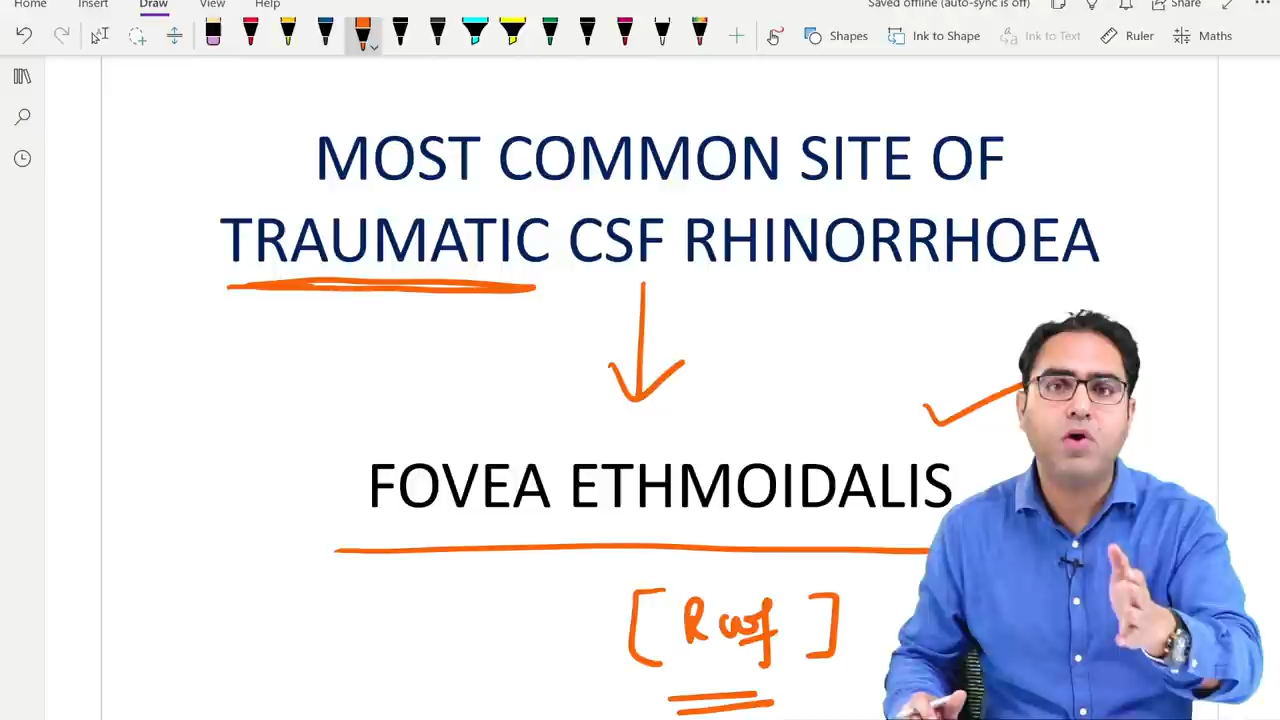 Home Insert Draw View Help Saved offline (auto-sync is off) Share
Shapes Ink to Shape Ink to Text Ruler Maths
MOST COMMON SITE OF
TRAUMATIC CSF RHINORRHOEA
FOVEA ETHMOIDALIS
[ Roof ]